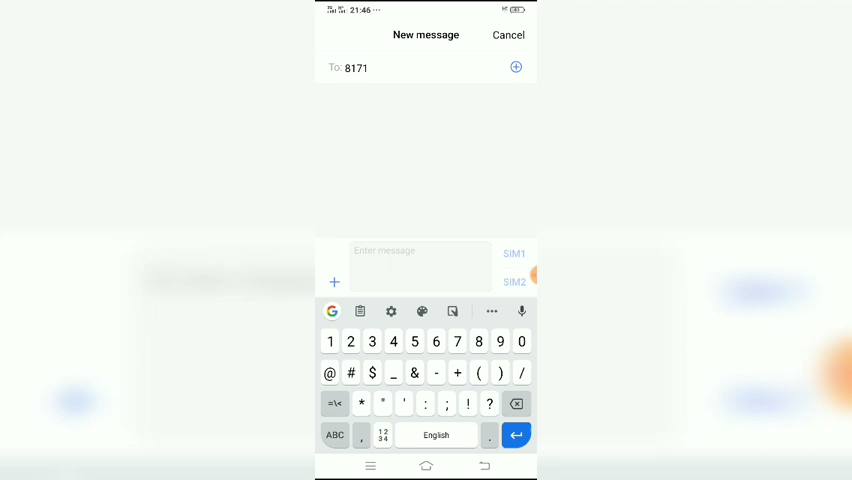 21:46 ...
New message Cancel
To: 8171
Enter message
SIM1
SIM2
1 2 3 4 5 6 7 8 9 0
@ # $ _ & - + ( ) /
=\< * " ' : ; ! ?
ABC , 12 34 English .